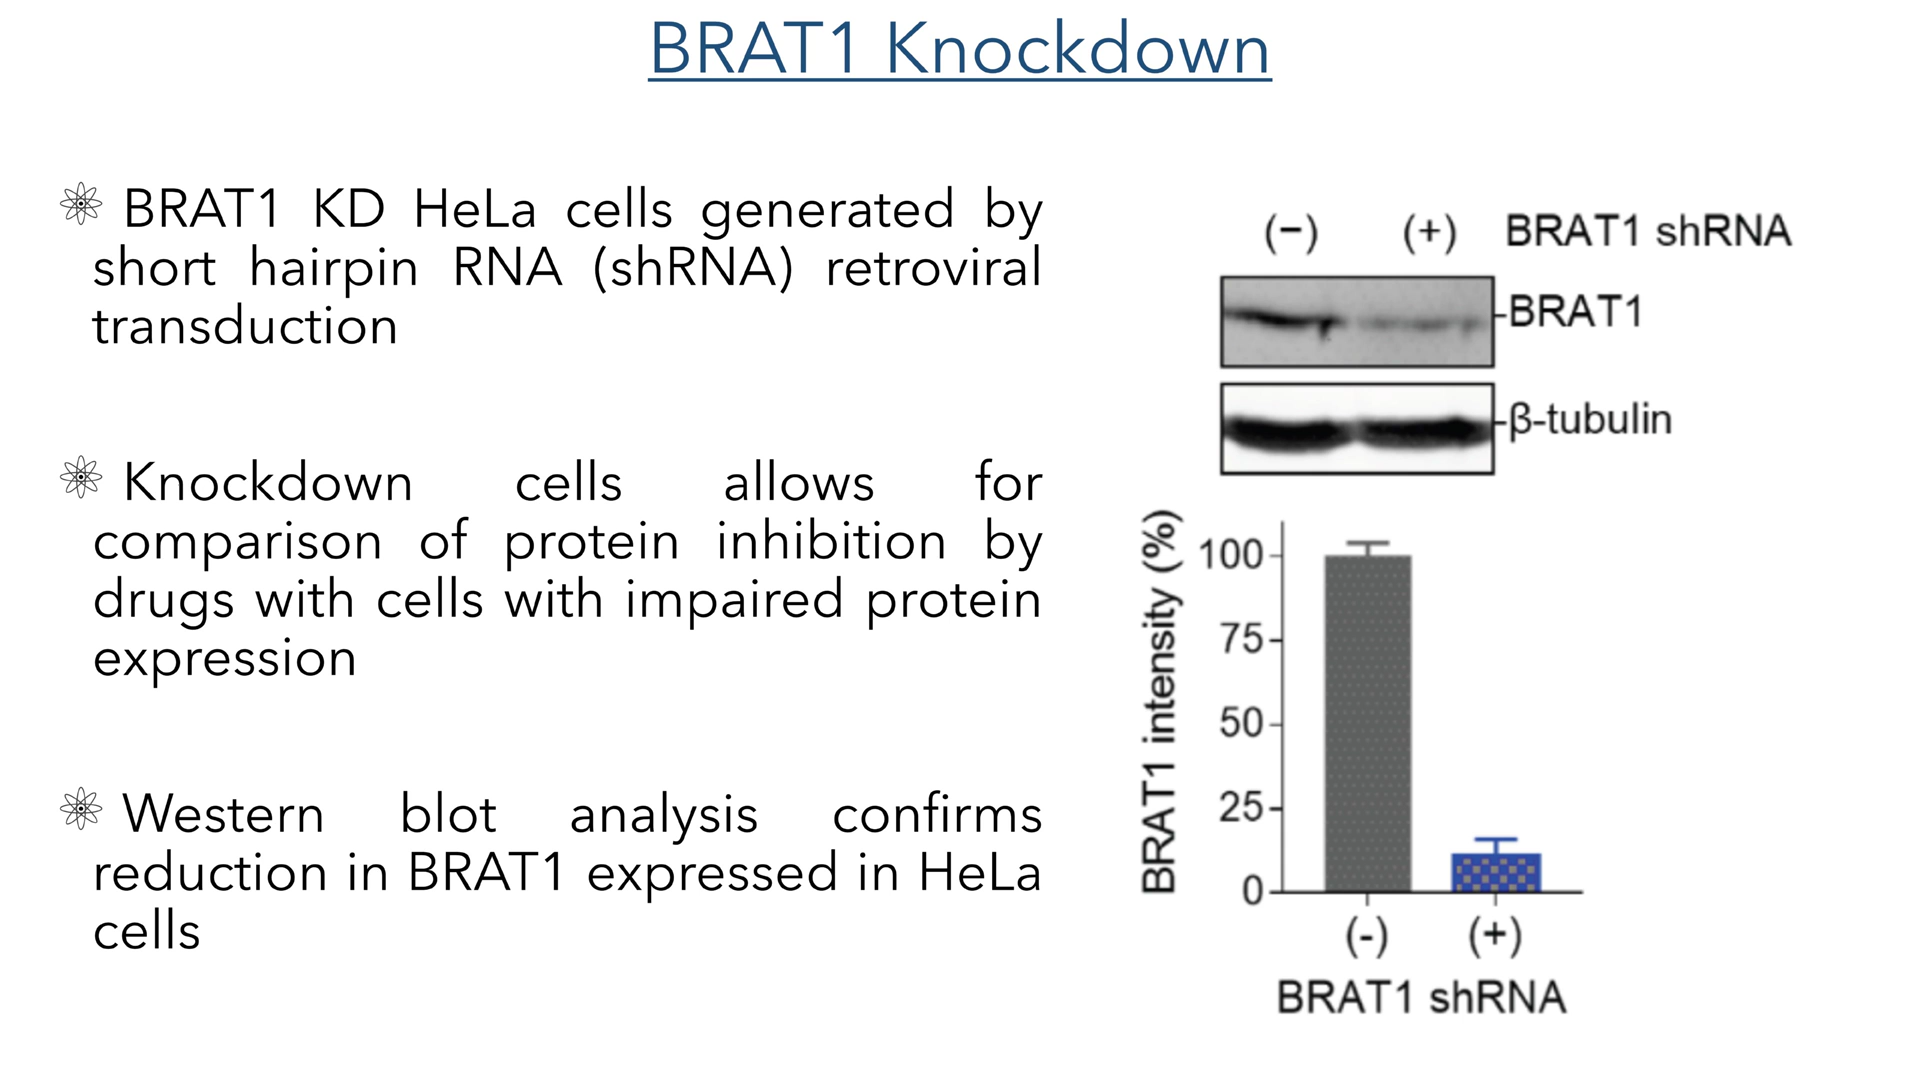 BRAT1 Knockdown
BRAT1 KD HeLa cells generated by
short hairpin RNA (shRNA) retroviral
transduction
Knockdown cells allows for
comparison of protein inhibition by
drugs with cells with impaired protein
expression
Western blot analysis confirms
reduction in BRAT1 expressed in HeLa
cells
(−) (+) BRAT1 shRNA
-BRAT1
-β-tubulin
BRAT1 intensity (%)
100
75
50
25
0
(-) (+)
BRAT1 shRNA